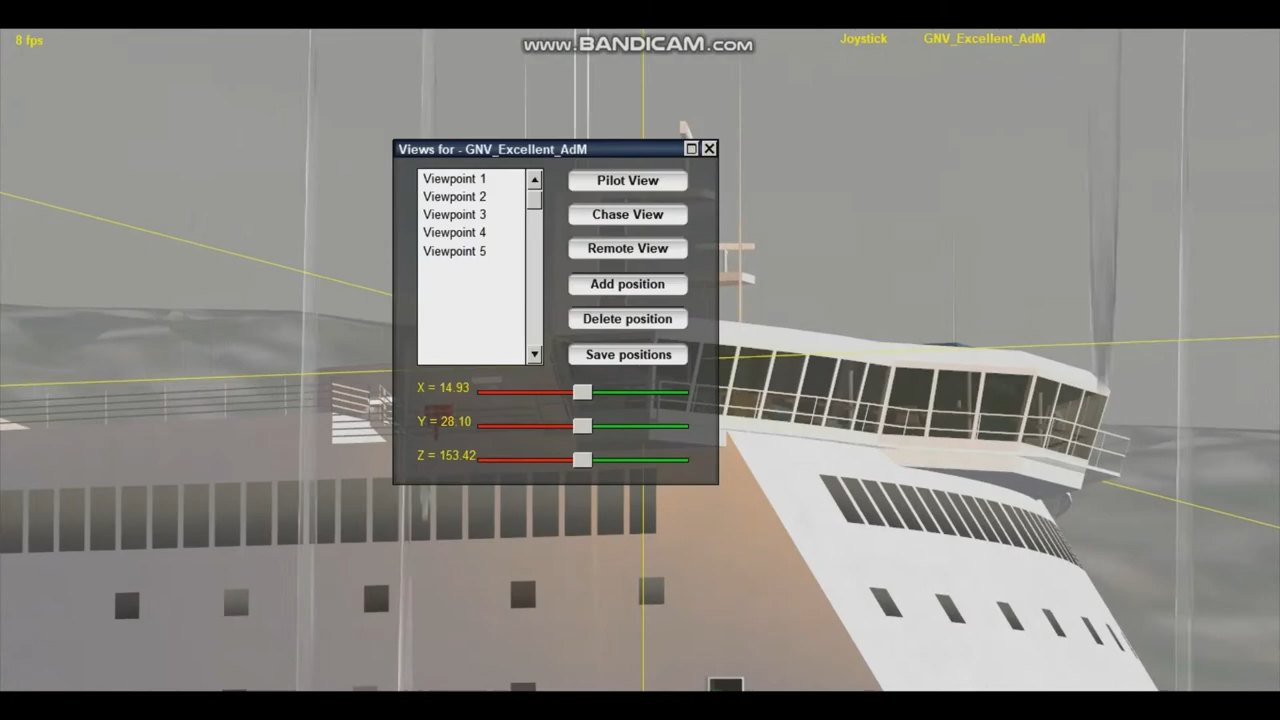 8 fps
www.BANDICAM.com
Joystick
GNV_Excellent_AdM
Views for - GNV_Excellent_AdM
Viewpoint 1
Viewpoint 2
Viewpoint 3
Viewpoint 4
Viewpoint 5
Pilot View
Chase View
Remote View
Add position
Delete position
Save positions
X = 14.93
Y = 28.10
Z = 153.42